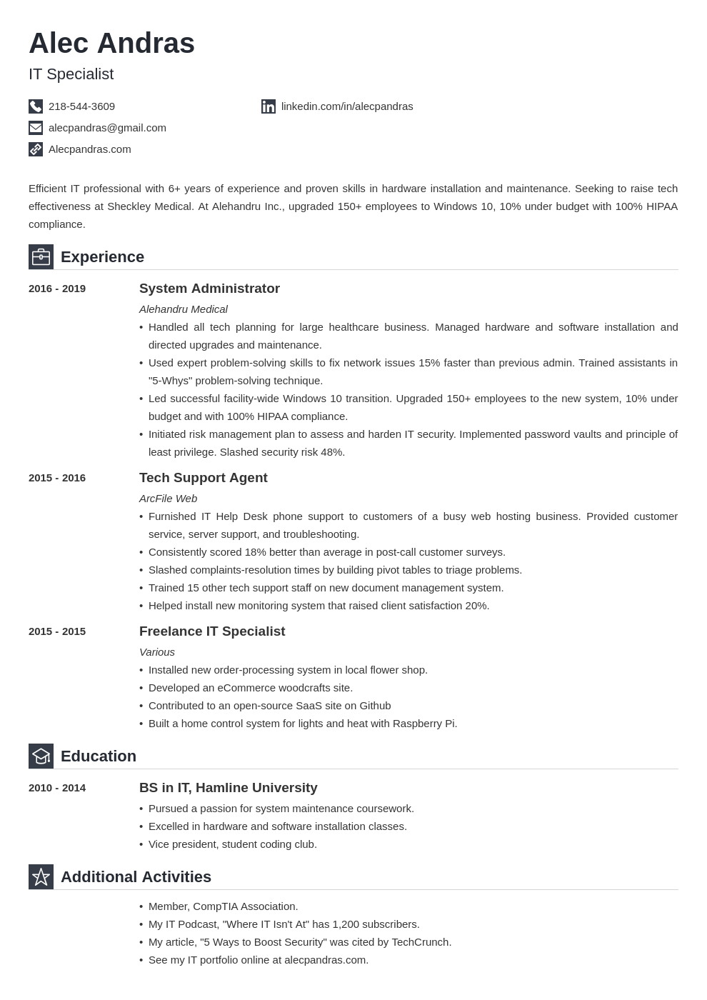 Alec Andras
IT Specialist
218-544-3609
linkedin.com/in/alecpandras
alecpandras@gmail.com
Alecpandras.com
Efficient IT professional with 6+ years of experience and proven skills in hardware installation and maintenance. Seeking to raise tech
effectiveness at Sheckley Medical. At Alehandru Inc., upgraded 150+ employees to Windows 10, 10% under budget with 100% HIPAA
compliance.
Experience
2016 - 2019 System Administrator
Alehandru Medical
• Handled all tech planning for large healthcare business. Managed hardware and software installation and
directed upgrades and maintenance.
• Used expert problem-solving skills to fix network issues 15% faster than previous admin. Trained assistants in
"5-Whys" problem-solving technique.
• Led successful facility-wide Windows 10 transition. Upgraded 150+ employees to the new system, 10% under
budget and with 100% HIPAA compliance.
• Initiated risk management plan to assess and harden IT security. Implemented password vaults and principle of
least privilege. Slashed security risk 48%.
2015 - 2016 Tech Support Agent
ArcFile Web
• Furnished IT Help Desk phone support to customers of a busy web hosting business. Provided customer
service, server support, and troubleshooting.
• Consistently scored 18% better than average in post-call customer surveys.
• Slashed complaints-resolution times by building pivot tables to triage problems.
• Trained 15 other tech support staff on new document management system.
• Helped install new monitoring system that raised client satisfaction 20%.
2015 - 2015 Freelance IT Specialist
Various
• Installed new order-processing system in local flower shop.
• Developed an eCommerce woodcrafts site.
• Contributed to an open-source SaaS site on Github
• Built a home control system for lights and heat with Raspberry Pi.
Education
2010 - 2014 BS in IT, Hamline University
• Pursued a passion for system maintenance coursework.
• Excelled in hardware and software installation classes.
• Vice president, student coding club.
Additional Activities
• Member, CompTIA Association.
• My IT Podcast, "Where IT Isn't At" has 1,200 subscribers.
• My article, "5 Ways to Boost Security" was cited by TechCrunch.
• See my IT portfolio online at alecpandras.com.